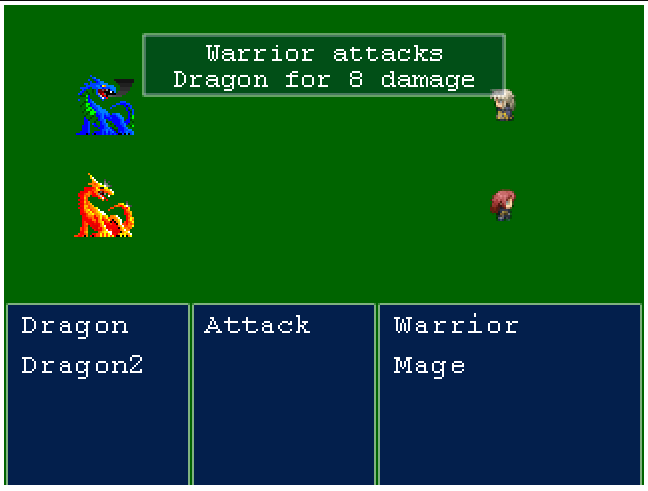 Warrior attacks
Dragon for 8 damage
Dragon
Dragon2
Attack
Warrior
Mage